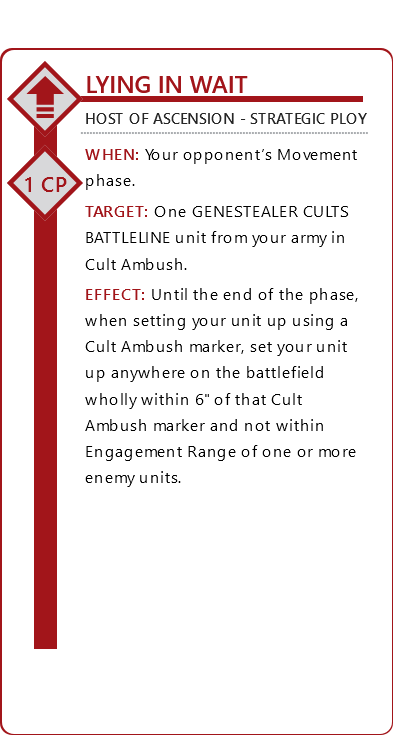 LYING IN WAIT
HOST OF ASCENSION - STRATEGIC PLOY
WHEN: Your opponent's Movement
phase.
1 CP
TARGET: One GENESTEALER CULTS
BATTLELINE unit from your army in
Cult Ambush.
EFFECT: Until the end of the phase,
when setting your unit up using a
Cult Ambush marker, set your unit
up anywhere on the battlefield
wholly within 6" of that Cult
Ambush marker and not within
Engagement Range of one or more
enemy units.